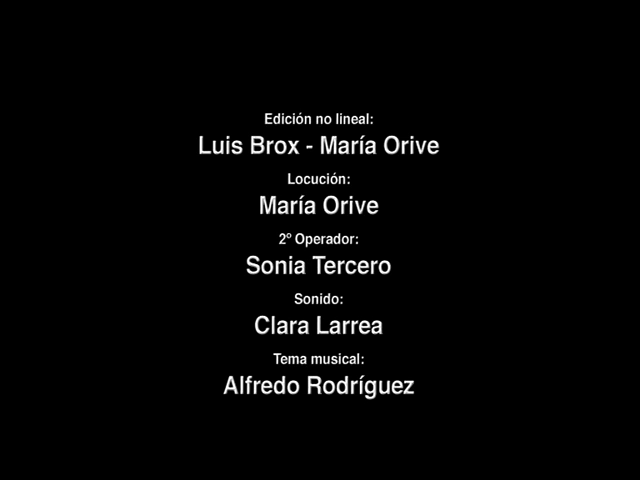 Edición no lineal:
Luis Brox - María Orive
Locución:
María Orive
2º Operador:
Sonia Tercero
Sonido:
Clara Larrea
Tema musical:
Alfredo Rodríguez